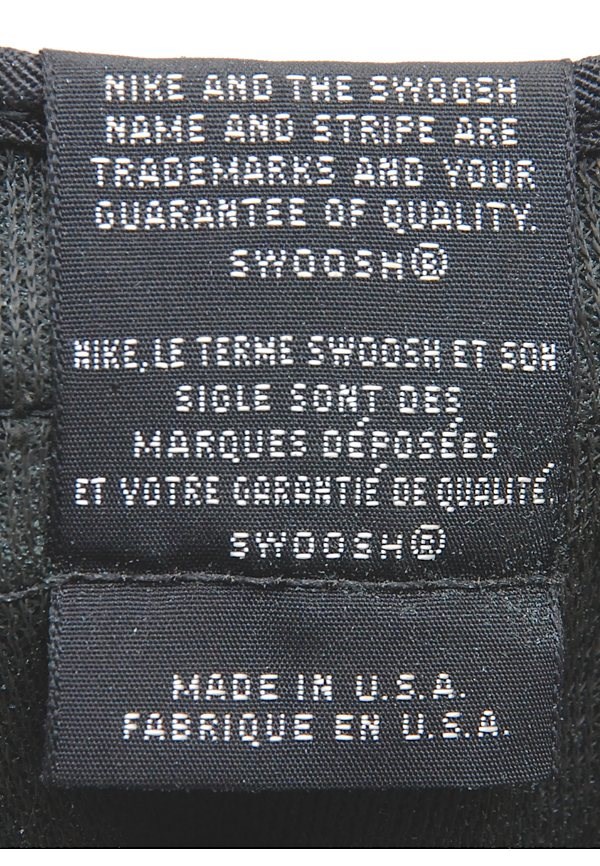 NIKE AND THE SWOOSH
NAME AND STRIPE ARE
TRADEMARKS AND YOUR
GUARANTEE OF QUALITY.
SWOOSH®
NIKE, LE TERME SWOOSH ET SON
SIGLE SONT DES
MARQUES DÉPOSÉES
ET VOTRE GARANTIE DE QUALITÉ.
SWOOSH®
MADE IN U.S.A.
FABRIQUE EN U.S.A.